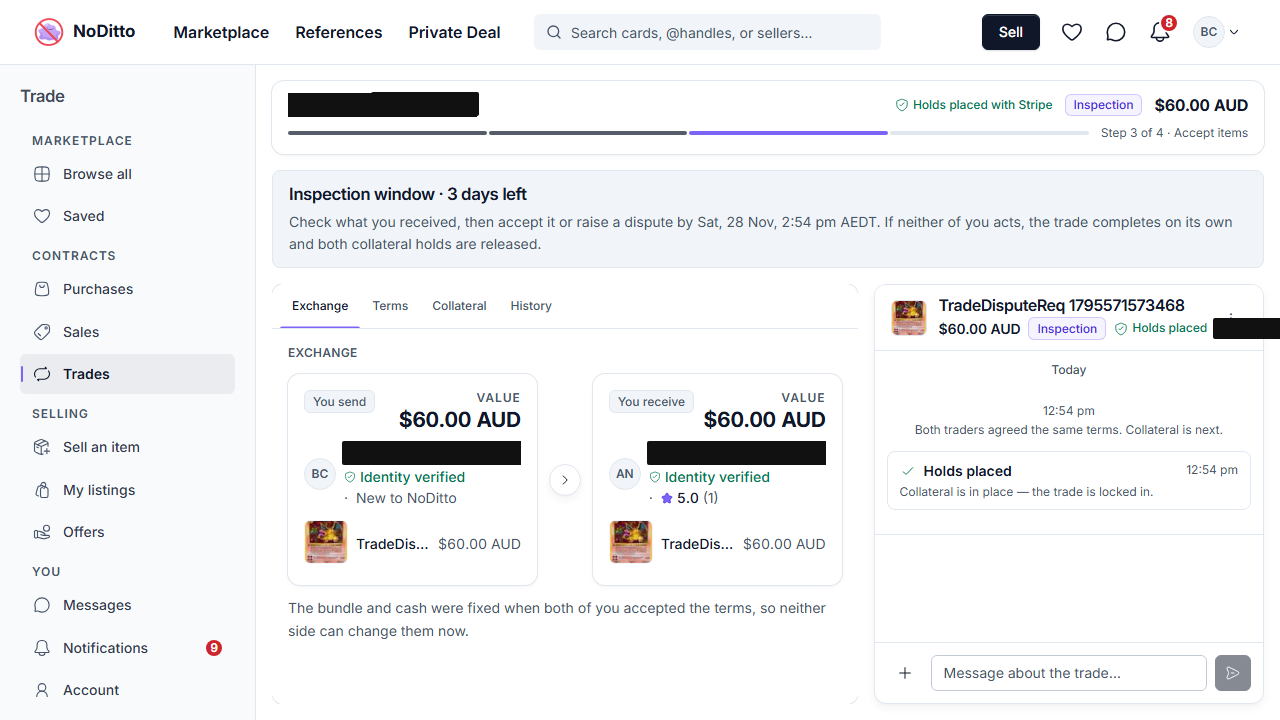 NoDitto
Marketplace
References
Private Deal
Search cards, @handles, or sellers...
Sell
8
BC
Trade
MARKETPLACE
Browse all
Saved
CONTRACTS
Purchases
Sales
Trades
SELLING
Sell an item
My listings
Offers
YOU
Messages
Notifications
9
Account
Holds placed with Stripe
Inspection
$60.00 AUD
Step 3 of 4 · Accept items
Inspection window · 3 days left
Check what you received, then accept it or raise a dispute by Sat, 28 Nov, 2:54 pm AEDT. If neither of you acts, the trade completes on its own
and both collateral holds are released.
Exchange
Terms
Collateral
History
EXCHANGE
You send
VALUE
$60.00 AUD
BC
Identity verified
· New to NoDitto
TradeDis...
$60.00 AUD
You receive
VALUE
$60.00 AUD
AN
Identity verified
· 5.0 (1)
TradeDis...
$60.00 AUD
The bundle and cash were fixed when both of you accepted the terms, so neither
side can change them now.
TradeDisputeReq 1795571573468
$60.00 AUD
Inspection
Holds placed
Today
12:54 pm
Both traders agreed the same terms. Collateral is next.
Holds placed
12:54 pm
Collateral is in place — the trade is locked in.
Message about the trade...